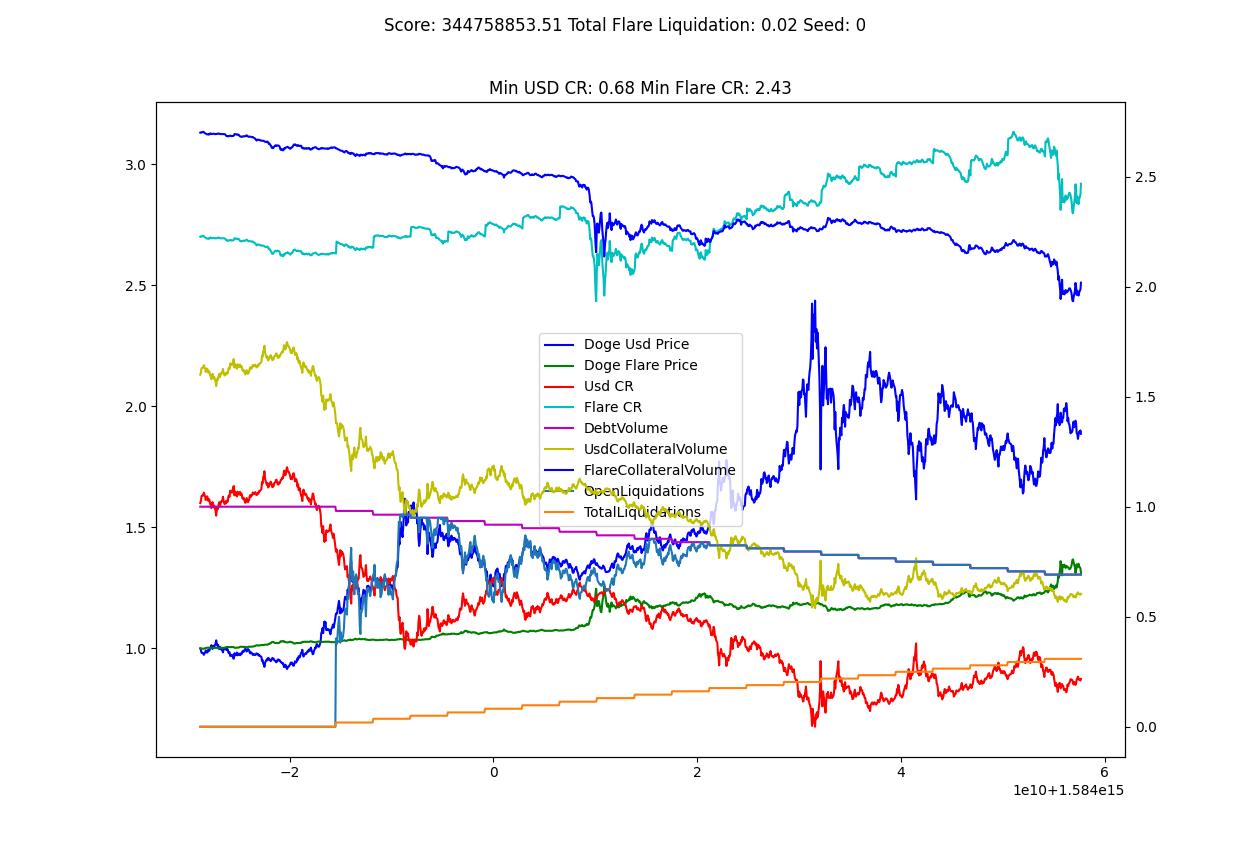 Score: 344758853.51 Total Flare Liquidation: 0.02 Seed: 0
Min USD CR: 0.68 Min Flare CR: 2.43
3.0
2.5
2.0
1.5
1.0
2.5
2.0
1.5
1.0
0.5
0.0
Doge Usd Price
Doge Flare Price
Usd CR
Flare CR
DebtVolume
UsdCollateralVolume
FlareCollateralVolume
OpenLiquidations
TotalLiquidations
−2
0
2
4
6
1e10+1.584e15